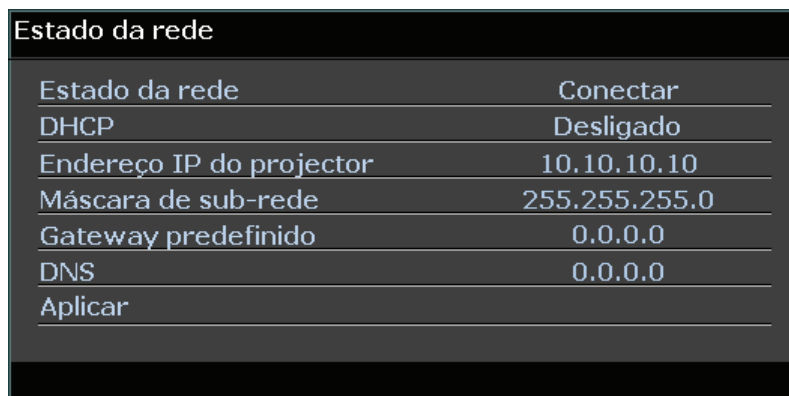 Estado da rede
Estado da rede Conectar
DHCP Desligado
Endereço IP do projector 10.10.10.10
Máscara de sub-rede 255.255.255.0
Gateway predefinido 0.0.0.0
DNS 0.0.0.0
Aplicar